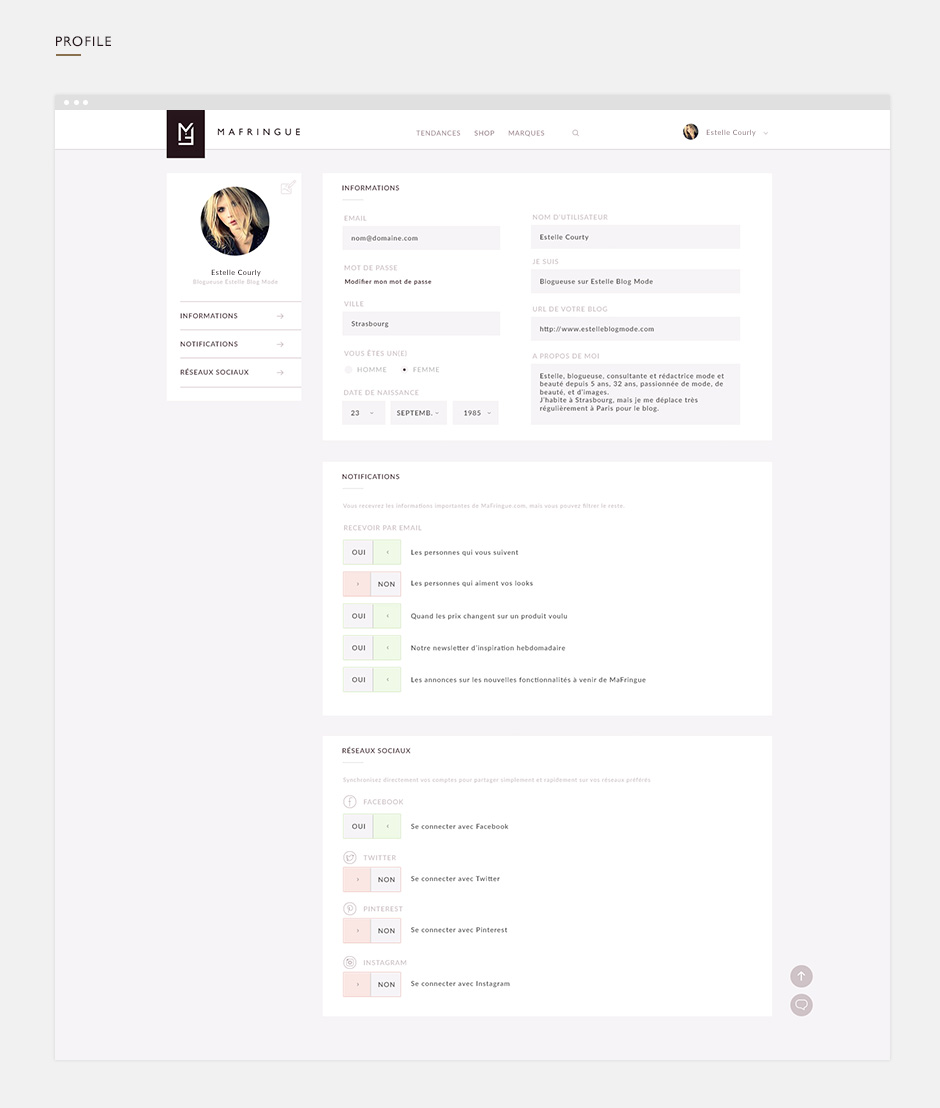 PROFILE
MAFRINGUE
TENDANCES SHOP MARQUES
Estelle Courly
Estelle Courly
Blogueuse Estelle Blog Mode
INFORMATIONS
NOTIFICATIONS
RÉSEAUX SOCIAUX
INFORMATIONS
EMAIL
nom@domaine.com
MOT DE PASSE
Modifier mon mot de passe
VILLE
Strasbourg
VOUS ÊTES UN(E)
HOMME FEMME
DATE DE NAISSANCE
23 SEPTEMB. 1985
NOM D'UTILISATEUR
Estelle Courty
JE SUIS
Blogueuse sur Estelle Blog Mode
URL DE VOTRE BLOG
http://www.estelleblogmode.com
A PROPOS DE MOI
Estelle, blogueuse, consultante et rédactrice mode et
beauté depuis 5 ans, 32 ans, passionnée de mode, de
beauté, et d'images.
J'habite à Strasbourg, mais je me déplace très
régulièrement à Paris pour le blog.
NOTIFICATIONS
Vous recevrez les informations importantes de MaFringue.com, mais vous pouvez filtrer le reste.
RECEVOIR PAR EMAIL
OUI Les personnes qui vous suivent
NON Les personnes qui aiment vos looks
OUI Quand les prix changent sur un produit voulu
OUI Notre newsletter d'inspiration hebdomadaire
OUI Les annonces sur les nouvelles fonctionnalités à venir de MaFringue
RÉSEAUX SOCIAUX
Synchronisez directement vos comptes pour partager simplement et rapidement sur vos réseaux préférés
FACEBOOK
OUI Se connecter avec Facebook
TWITTER
NON Se connecter avec Twitter
PINTEREST
NON Se connecter avec Pinterest
INSTAGRAM
NON Se connecter avec Instagram